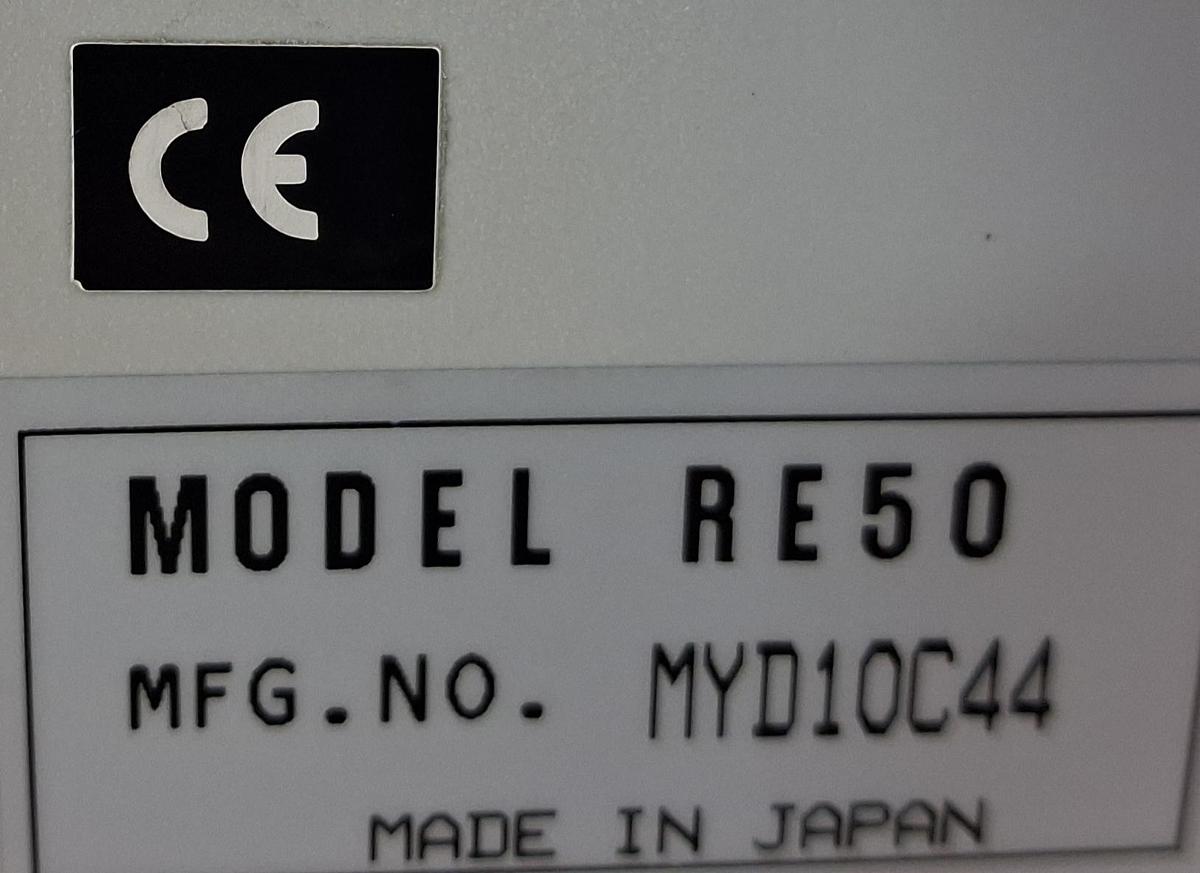 CE
MODEL RE50
MFG.NO. MYD10C44
MADE IN JAPAN